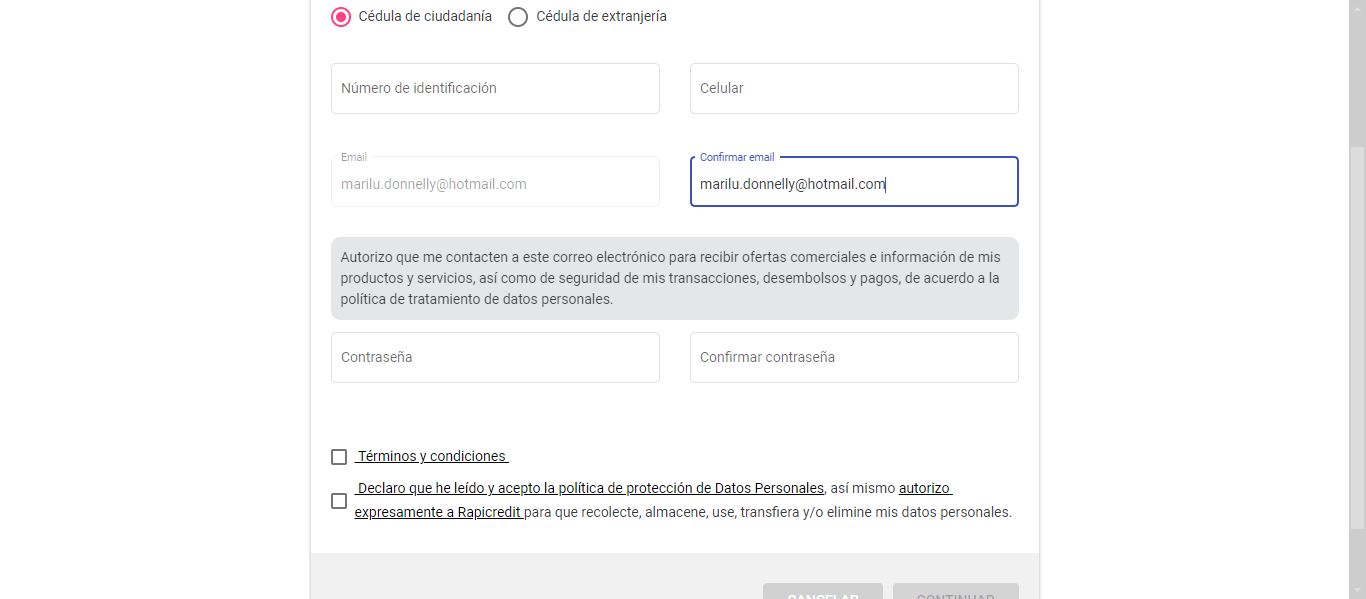 Cédula de ciudadanía Cédula de extranjería
Número de identificación Celular
Email Confirmar email
marilu.donnelly@hotmail.com marilu.donnelly@hotmail.com
Autorizo que me contacten a este correo electrónico para recibir ofertas comerciales e información de mis
productos y servicios, así como de seguridad de mis transacciones, desembolsos y pagos, de acuerdo a la
política de tratamiento de datos personales.
Contraseña Confirmar contraseña
Términos y condiciones
Declaro que he leído y acepto la política de protección de Datos Personales, así mismo autorizo
expresamente a Rapicredit para que recolecte, almacene, use, transfiera y/o elimine mis datos personales.
CANCELAR CONTINUAR